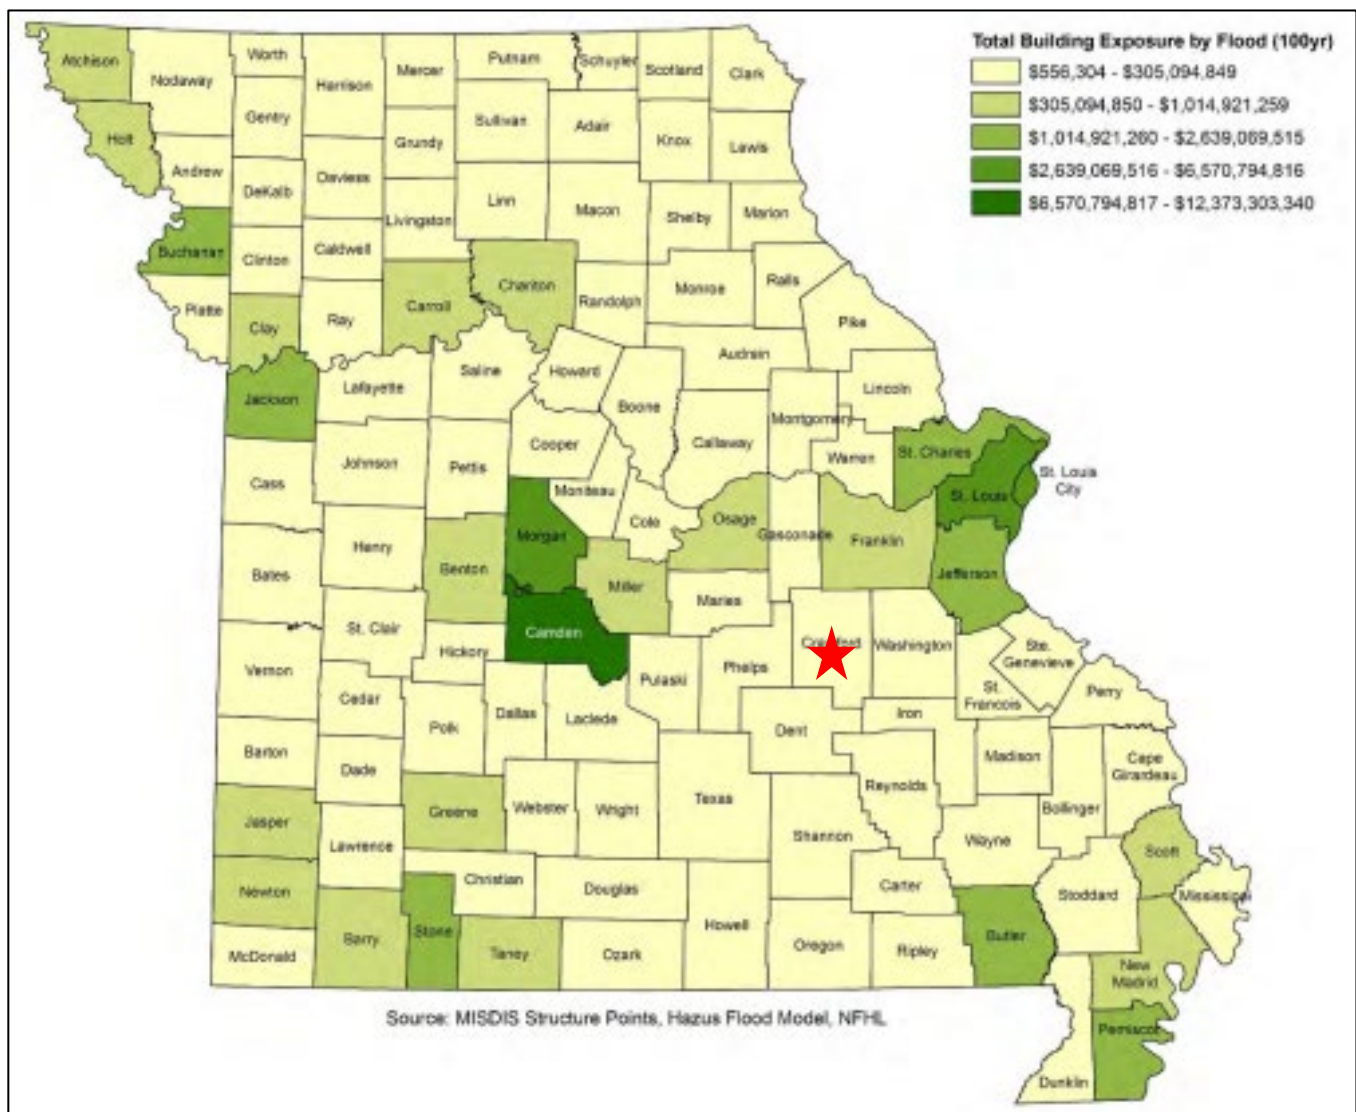 Total Building Exposure by Flood (100yr)
$556,304 - $305,094,849
$305,094,850 - $1,014,921,259
$1,014,921,260 - $2,639,069,515
$2,639,069,516 - $6,570,794,816
$6,570,794,817 - $12,373,303,340
Atchison
Nodaway
Worth
Harrison
Mercer
Putnam
Schuyler
Scotland
Clark
Holt
Gentry
Grundy
Sullivan
Adair
Knox
Lewis
Andrew
DeKalb
Daviess
Livingston
Linn
Macon
Shelby
Marion
Buchanan
Clinton
Caldwell
Carroll
Chariton
Randolph
Monroe
Ralls
Platte
Clay
Ray
Pike
Audrain
Saline
Howard
Boone
Lincoln
Jackson
Lafayette
Callaway
Montgomery
Cooper
Johnson
Pettis
Warren
St. Charles
Cass
Moniteau
St. Louis
St. Louis
City
Cole
Osage
Gasconade
Franklin
Morgan
Henry
Benton
Bates
Miller
Jefferson
Maries
St. Clair
Camden
Hickory
Washington
Ste.
Genevieve
Vernon
Pulaski
Phelps
Cedar
St.
Francois
Perry
Dallas
Laclede
Polk
Iron
Dent
Barton
Dade
Madison
Cape
Girardeau
Texas
Reynolds
Bollinger
Jasper
Greene
Webster
Wright
Shannon
Wayne
Lawrence
Scott
Newton
Christian
Douglas
Carter
Stoddard
Mississippi
Howell
Barry
Stone
Taney
Ozark
Oregon
Ripley
Butler
McDonald
New
Madrid
Pemiscot
Dunklin
Source: MISDIS Structure Points, Hazus Flood Model, NFHL